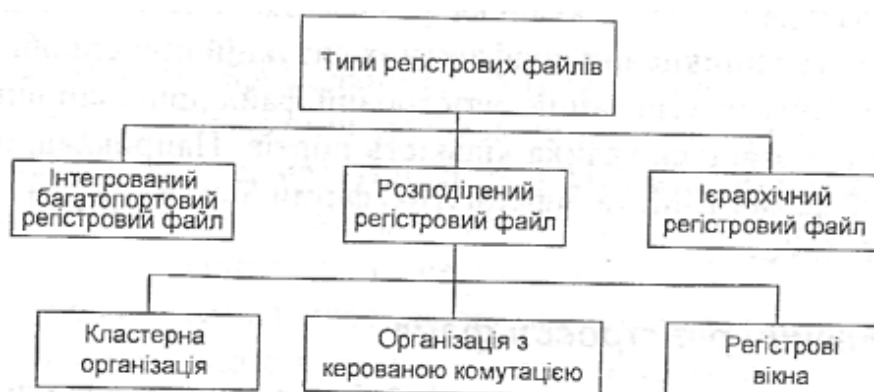 Типи регістрових файлів
Інтегрований
багатопортовий
регістровий файл
Розподілений
регістровий файл
Ієрархічний
регістровий файл
Кластерна
організація
Організація з
керованою комутацією
Регістрові
вікна